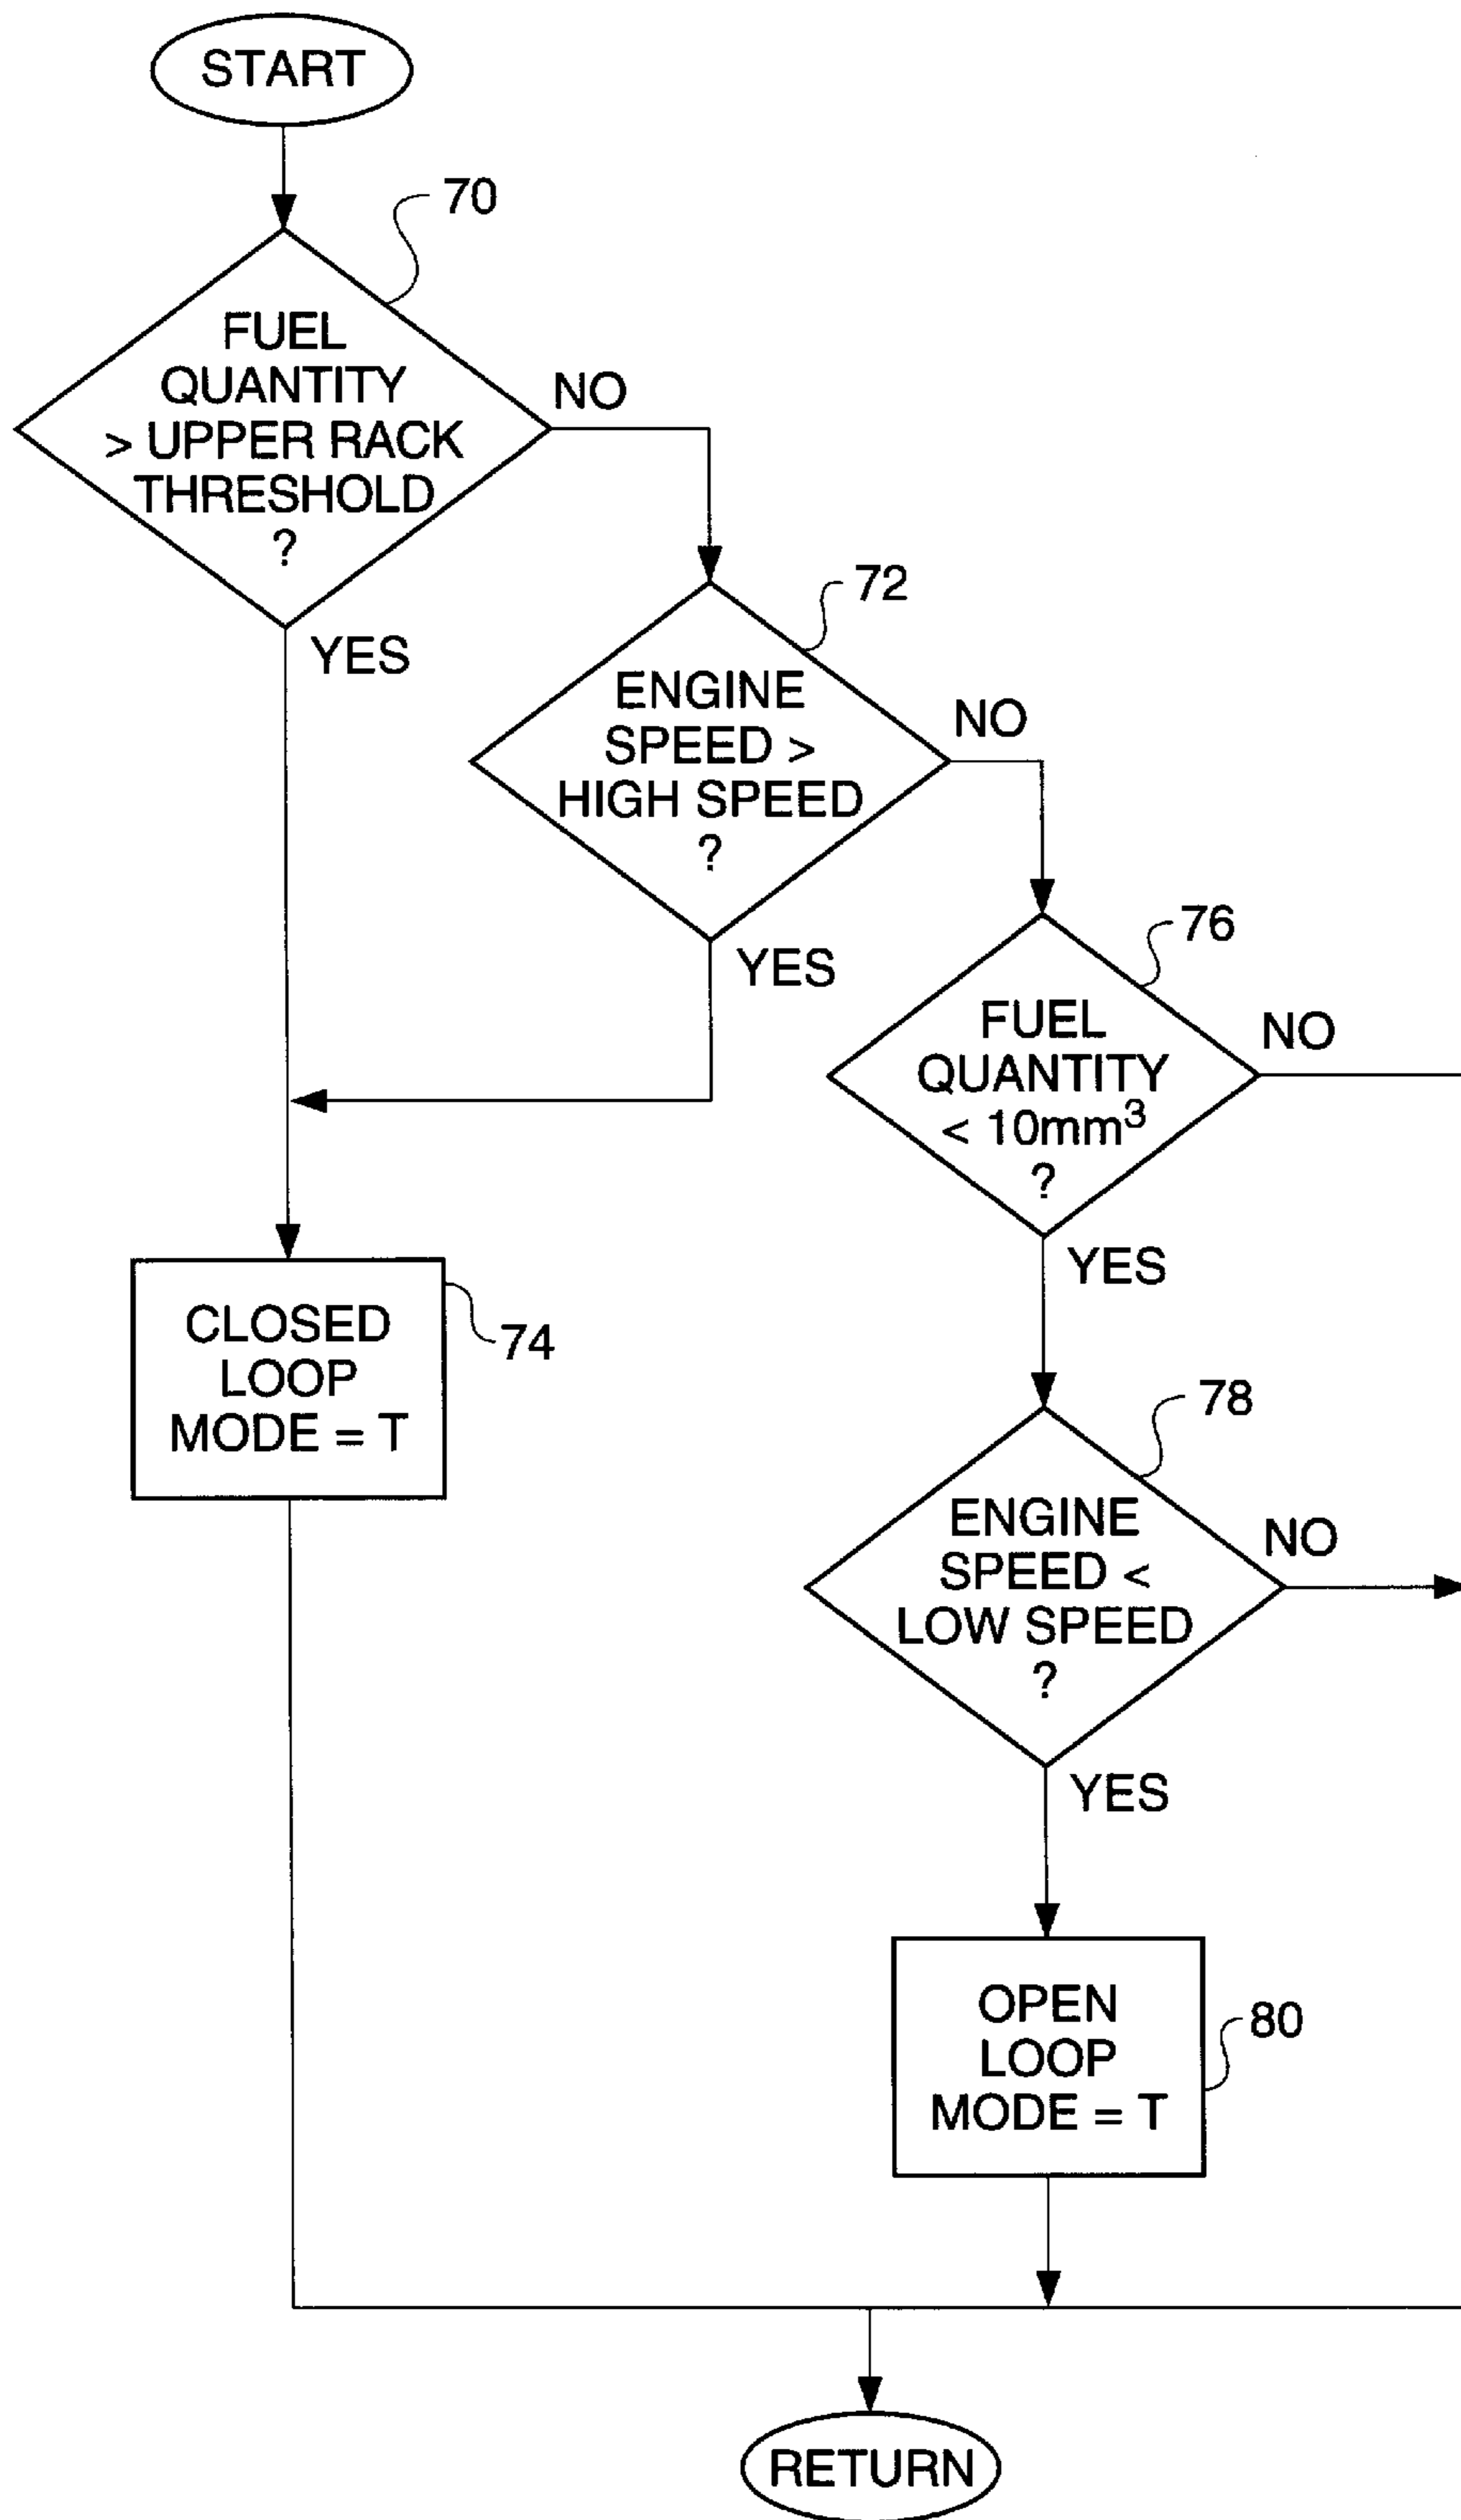 START
70
FUEL
QUANTITY
> UPPER RACK
THRESHOLD
?
NO
YES
72
ENGINE
SPEED >
HIGH SPEED
?
NO
YES
76
FUEL
QUANTITY
< 10mm³
?
NO
YES
CLOSED
LOOP
MODE = T
74
78
ENGINE
SPEED <
LOW SPEED
?
NO
YES
OPEN
LOOP
MODE = T
80
RETURN